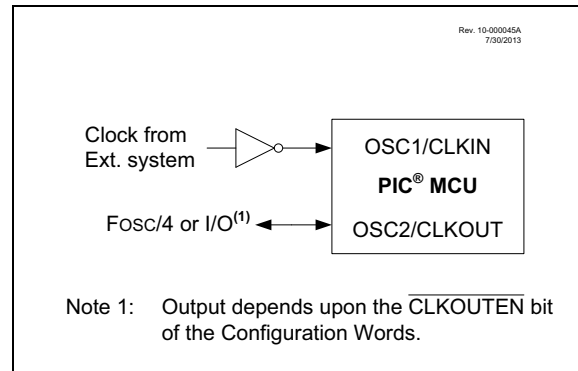 Rev. 10-000045A
7/30/2013
Clock from
Ext. system
OSC1/CLKIN
PIC® MCU
FOSC/4 or I/O(1)
OSC2/CLKOUT
Note 1: Output depends upon the CLKOUTEN bit
of the Configuration Words.